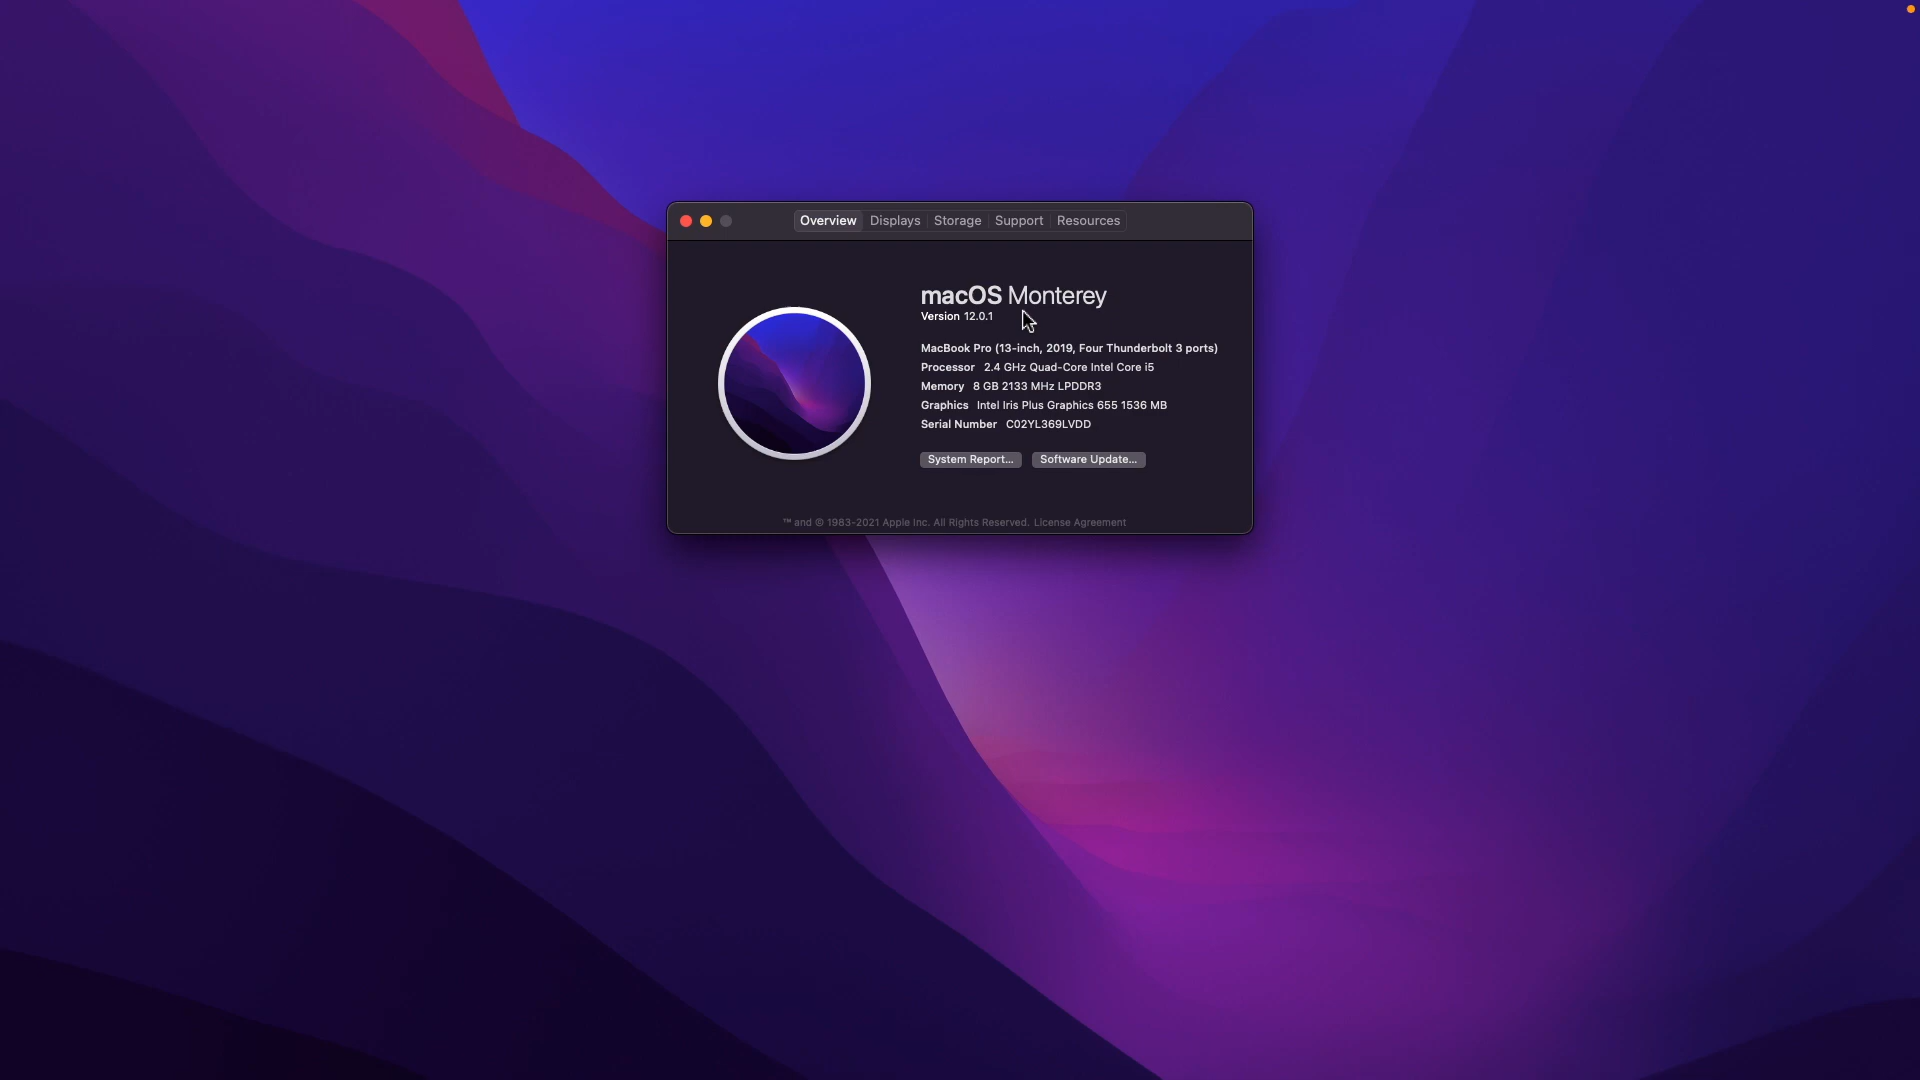 Overview Displays Storage Support Resources
macOS Monterey
Version 12.0.1
MacBook Pro (13-inch, 2019, Four Thunderbolt 3 ports)
Processor 2.4 GHz Quad-Core Intel Core i5
Memory 8 GB 2133 MHz LPDDR3
Graphics Intel Iris Plus Graphics 655 1536 MB
Serial Number C02YL369LVDD
System Report... Software Update...
™ and © 1983-2021 Apple Inc. All Rights Reserved. License Agreement